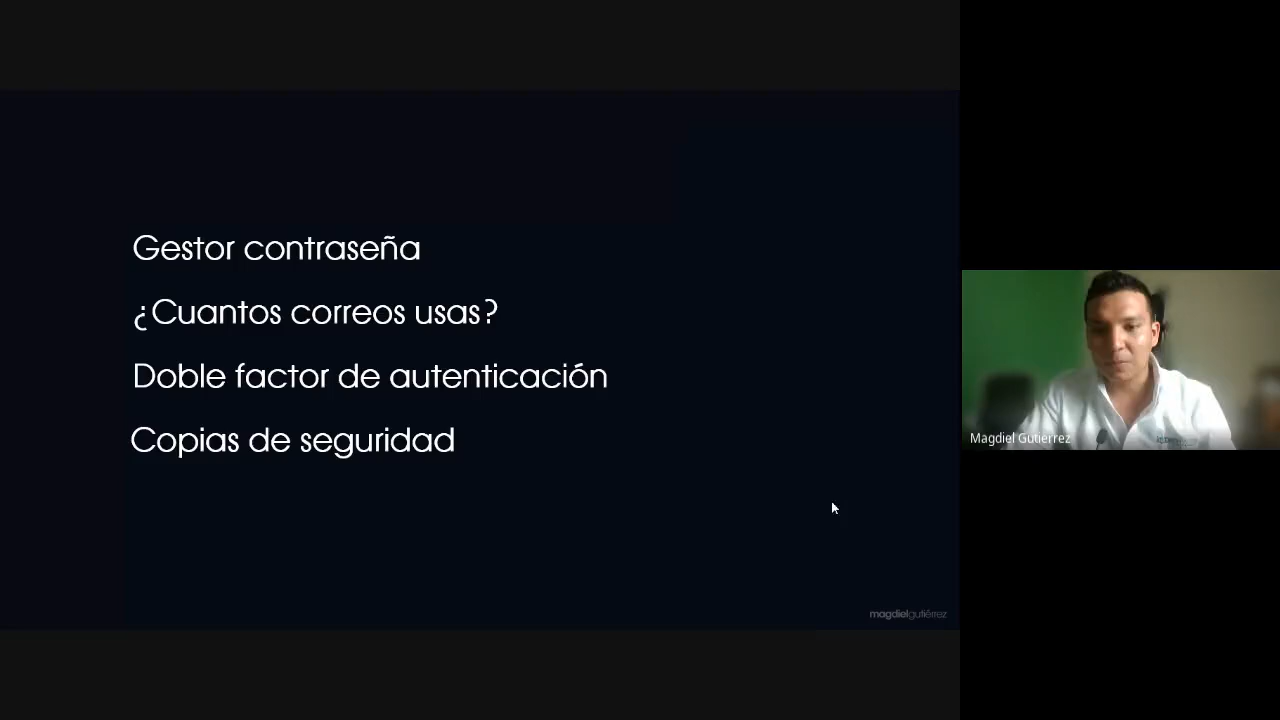 Gestor contraseña
¿Cuantos correos usas?
Doble factor de autenticación
Copias de seguridad
magdielgutiérrez
Magdiel Gutierrez